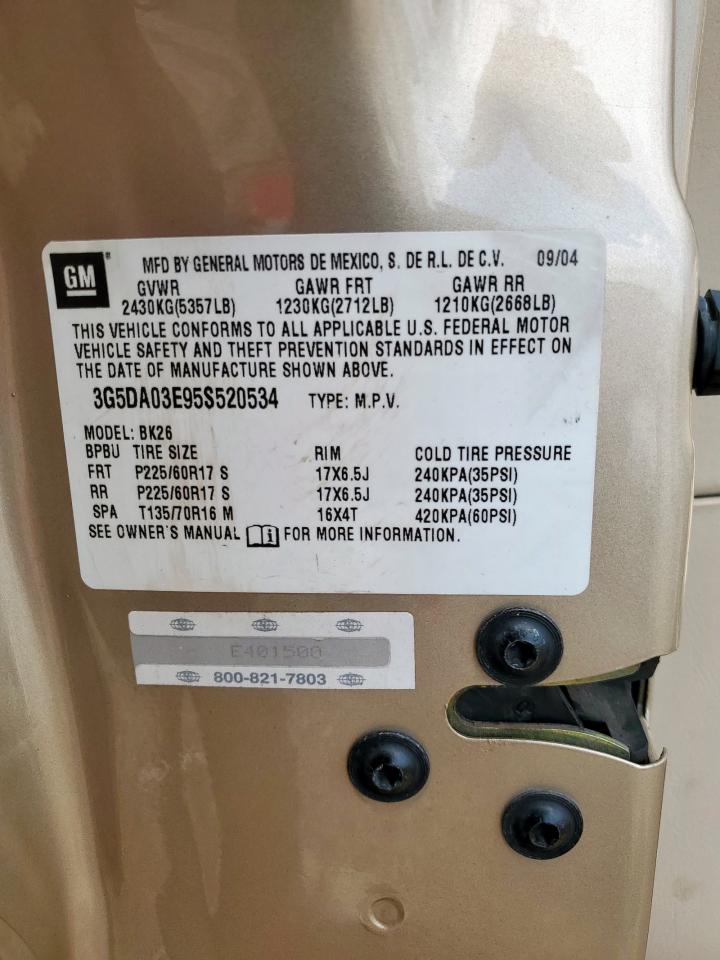 GM
MFD BY GENERAL MOTORS DE MEXICO, S. DE R.L. DE C.V. 09/04
GVWR GAWR FRT GAWR RR
2430KG(5357LB) 1230KG(2712LB) 1210KG(2668LB)
THIS VEHICLE CONFORMS TO ALL APPLICABLE U.S. FEDERAL MOTOR
VEHICLE SAFETY AND THEFT PREVENTION STANDARDS IN EFFECT ON
THE DATE OF MANUFACTURE SHOWN ABOVE.
3G5DA03E95S520534 TYPE: M.P.V.
MODEL: BK26
BPBU TIRE SIZE RIM COLD TIRE PRESSURE
FRT P225/60R17 S 17X6.5J 240KPA(35PSI)
RR P225/60R17 S 17X6.5J 240KPA(35PSI)
SPA T135/70R16 M 16X4T 420KPA(60PSI)
SEE OWNER'S MANUAL FOR MORE INFORMATION.
E401500
800-821-7803